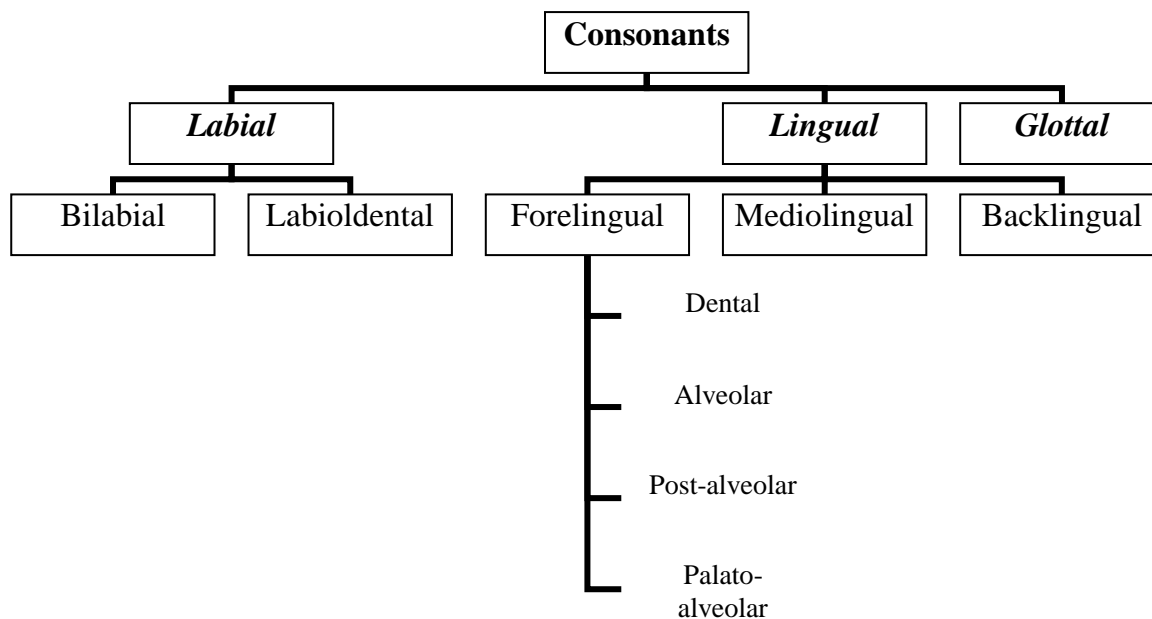 Consonants
Labial
Lingual
Glottal
Bilabial
Labioldental
Forelingual
Mediolingual
Backlingual
Dental
Alveolar
Post-alveolar
Palato-
alveolar